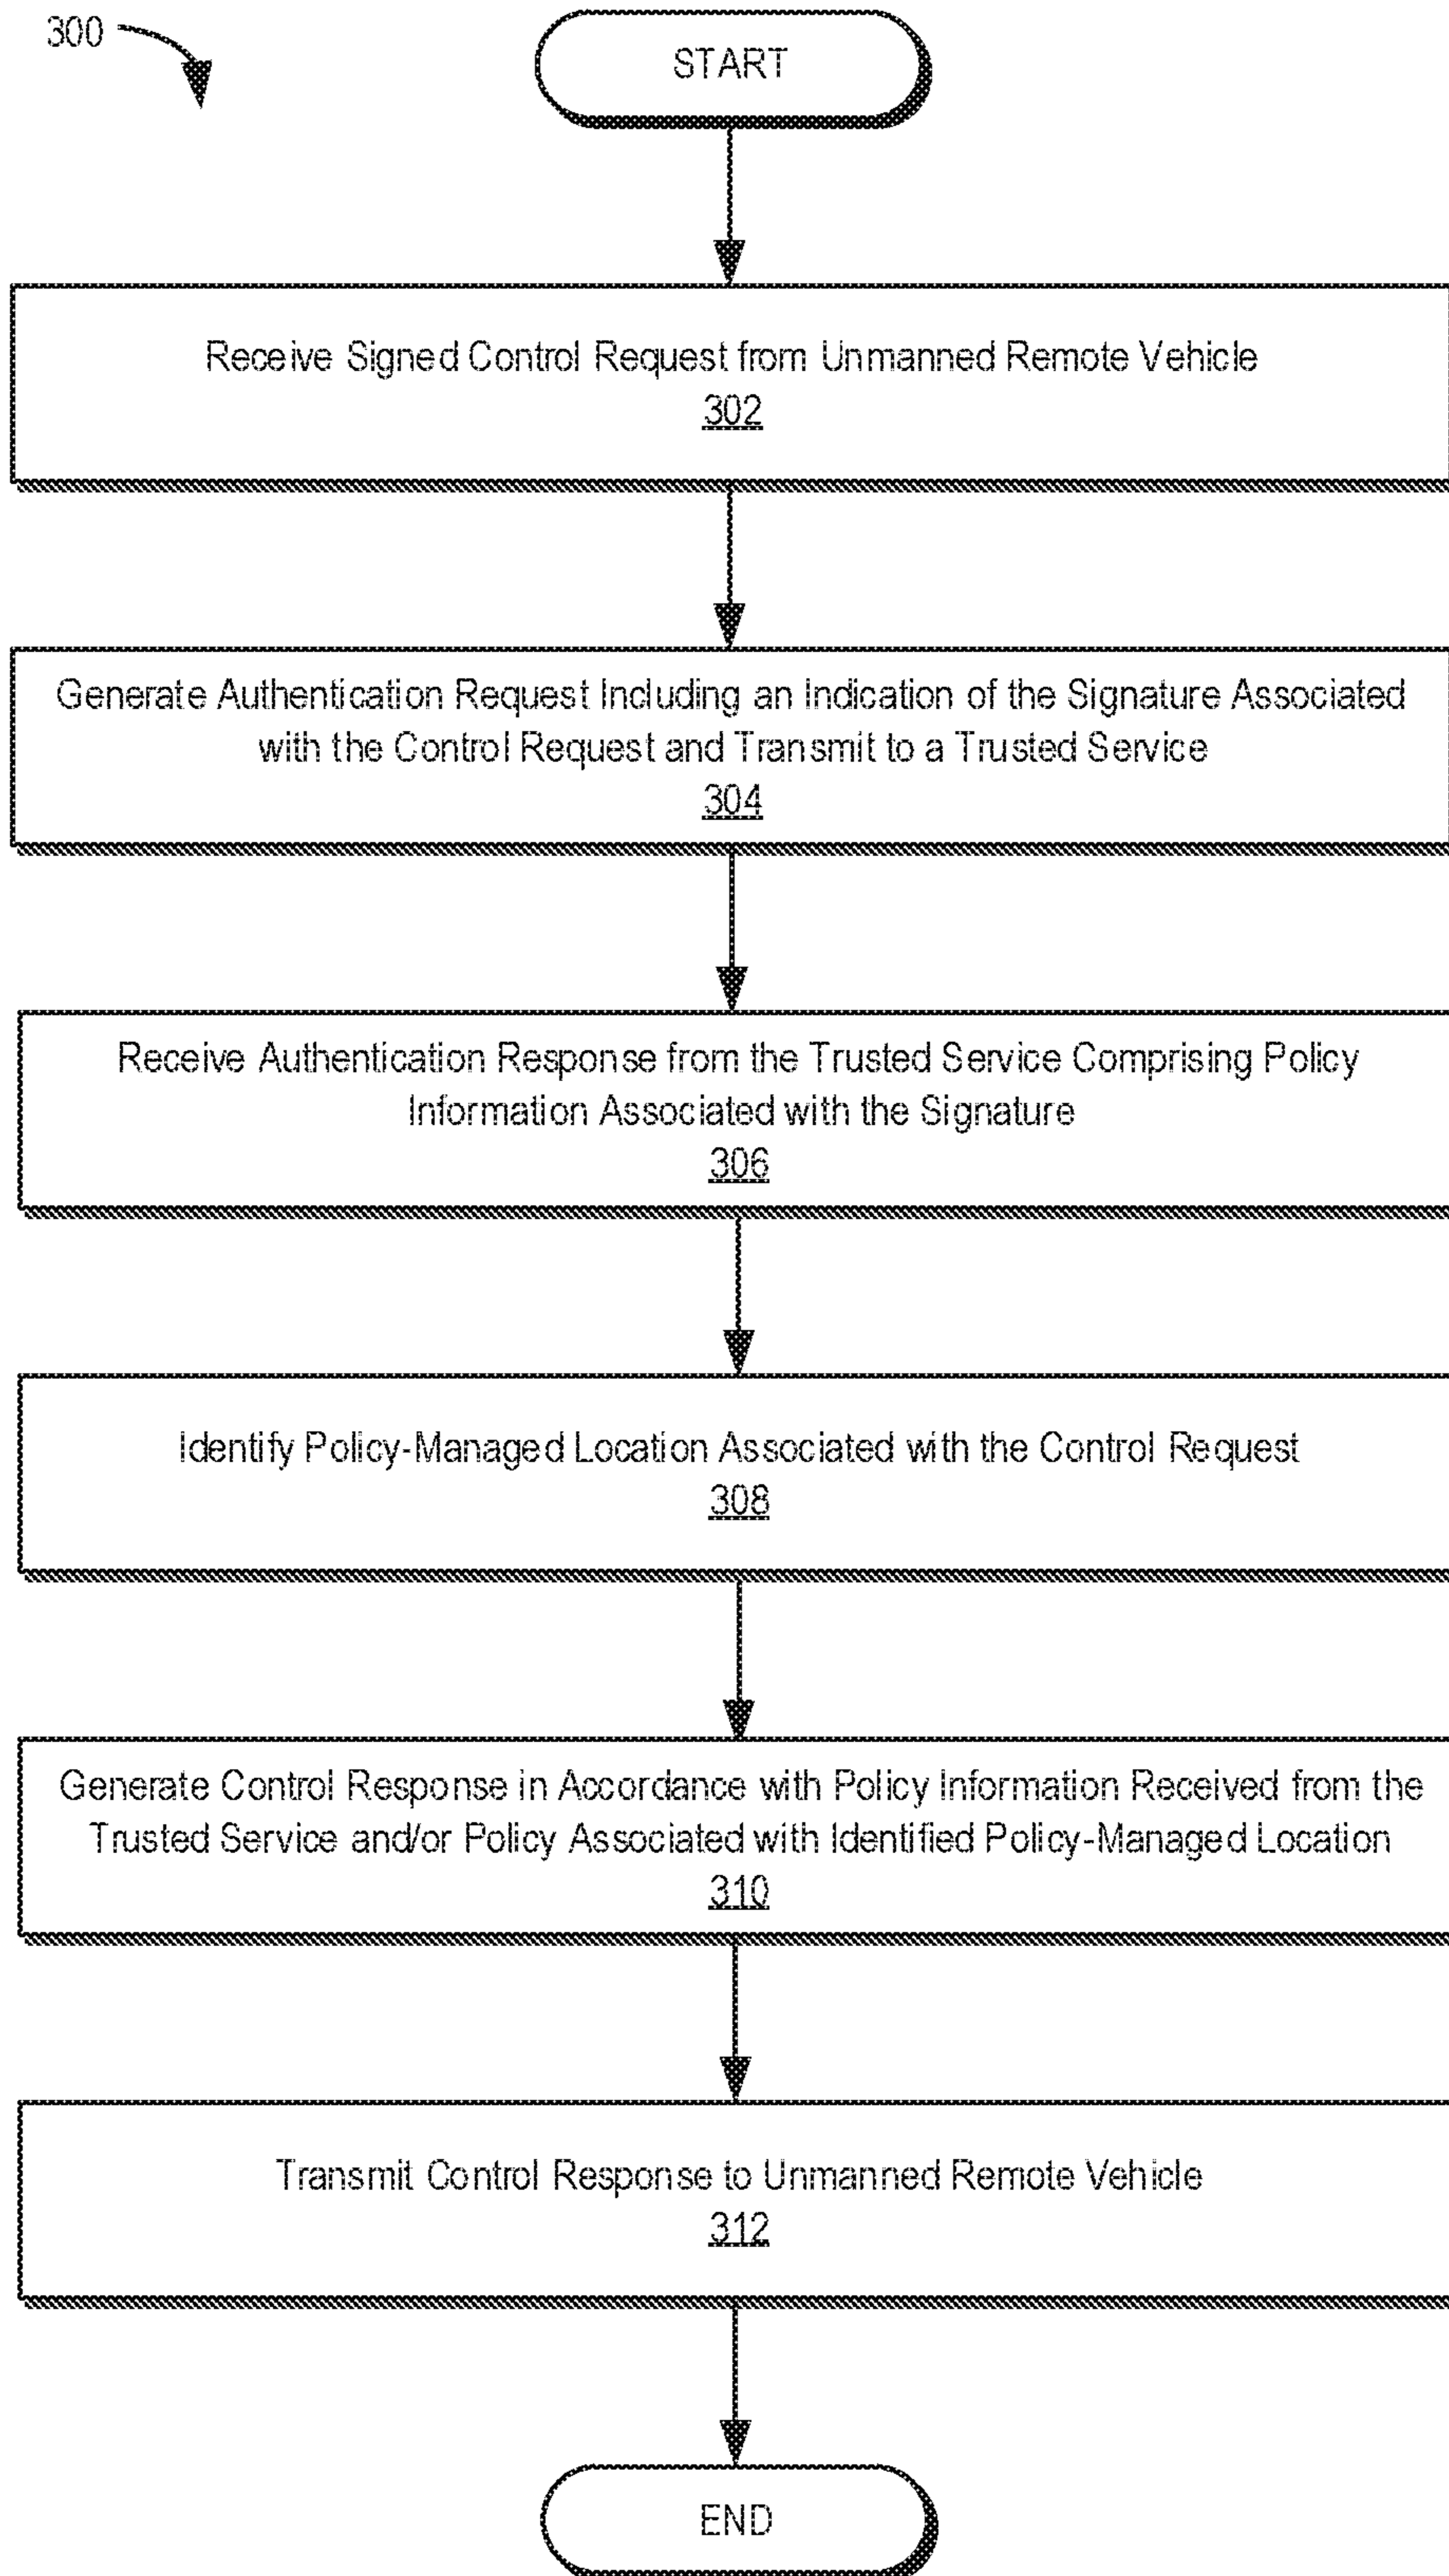 300
START
Receive Signed Control Request from Unmanned Remote Vehicle
302
Generate Authentication Request Including an Indication of the Signature Associated
with the Control Request and Transmit to a Trusted Service
304
Receive Authentication Response from the Trusted Service Comprising Policy
Information Associated with the Signature
306
Identify Policy-Managed Location Associated with the Control Request
308
Generate Control Response in Accordance with Policy Information Received from the
Trusted Service and/or Policy Associated with Identified Policy-Managed Location
310
Transmit Control Response to Unmanned Remote Vehicle
312
END